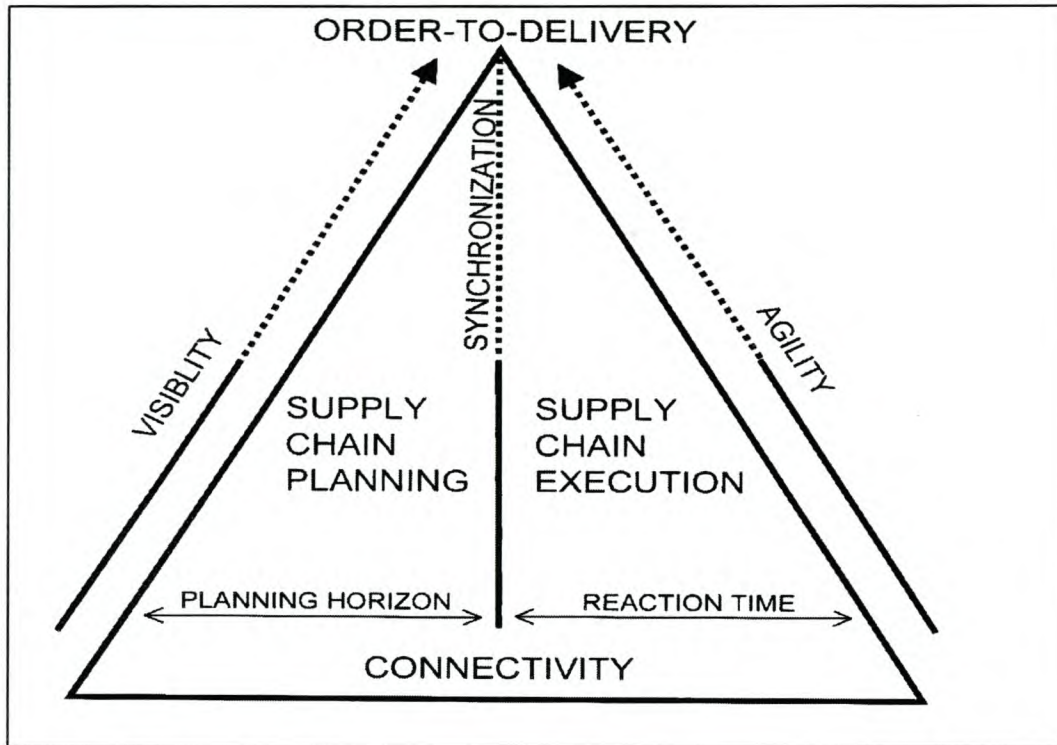 ORDER-TO-DELIVERY
SYNCHRONIZATION
VISIBLITY
AGILITY
SUPPLY
CHAIN
PLANNING
SUPPLY
CHAIN
EXECUTION
PLANNING HORIZON
REACTION TIME
CONNECTIVITY